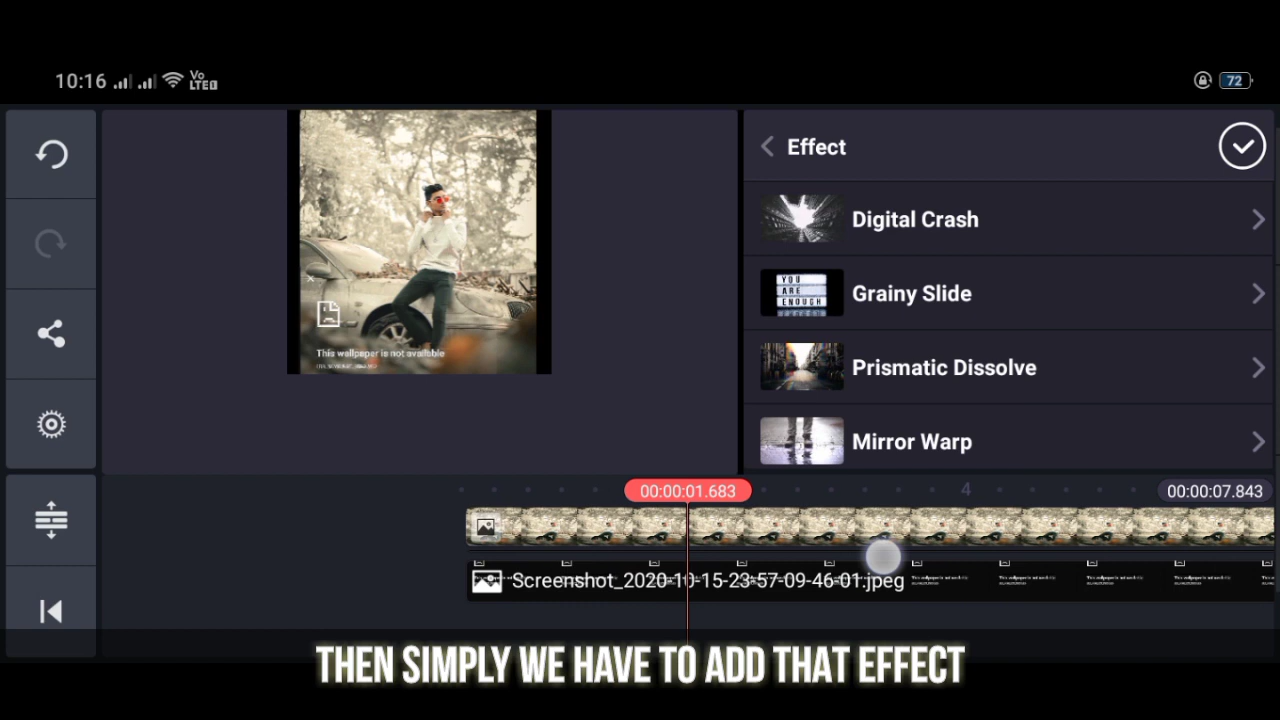 10:16
Vo
LTE
72
Effect
Digital Crash
YOU
ARE
ENOUGH
Grainy Slide
Prismatic Dissolve
Mirror Warp
This wallpaper is not available
00:00:01.683
4
00:00:07.843
Screenshot_2020-10-15-23-57-09-46-01.jpeg
THEN SIMPLY WE HAVE TO ADD THAT EFFECT